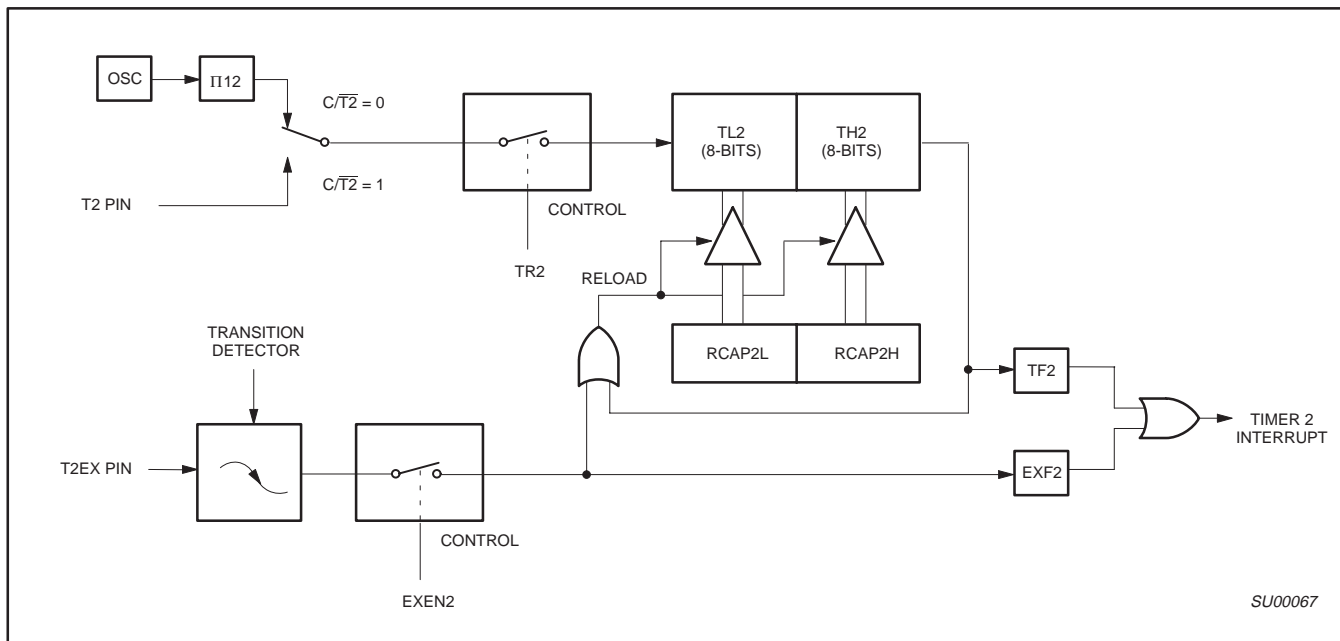 OSC
Π12
C/T2 = 0
C/T2 = 1
T2 PIN
CONTROL
TR2
TL2
(8-BITS)
TH2
(8-BITS)
RELOAD
RCAP2L
RCAP2H
TRANSITION
DETECTOR
T2EX PIN
CONTROL
EXEN2
TF2
EXF2
TIMER 2
INTERRUPT
SU00067